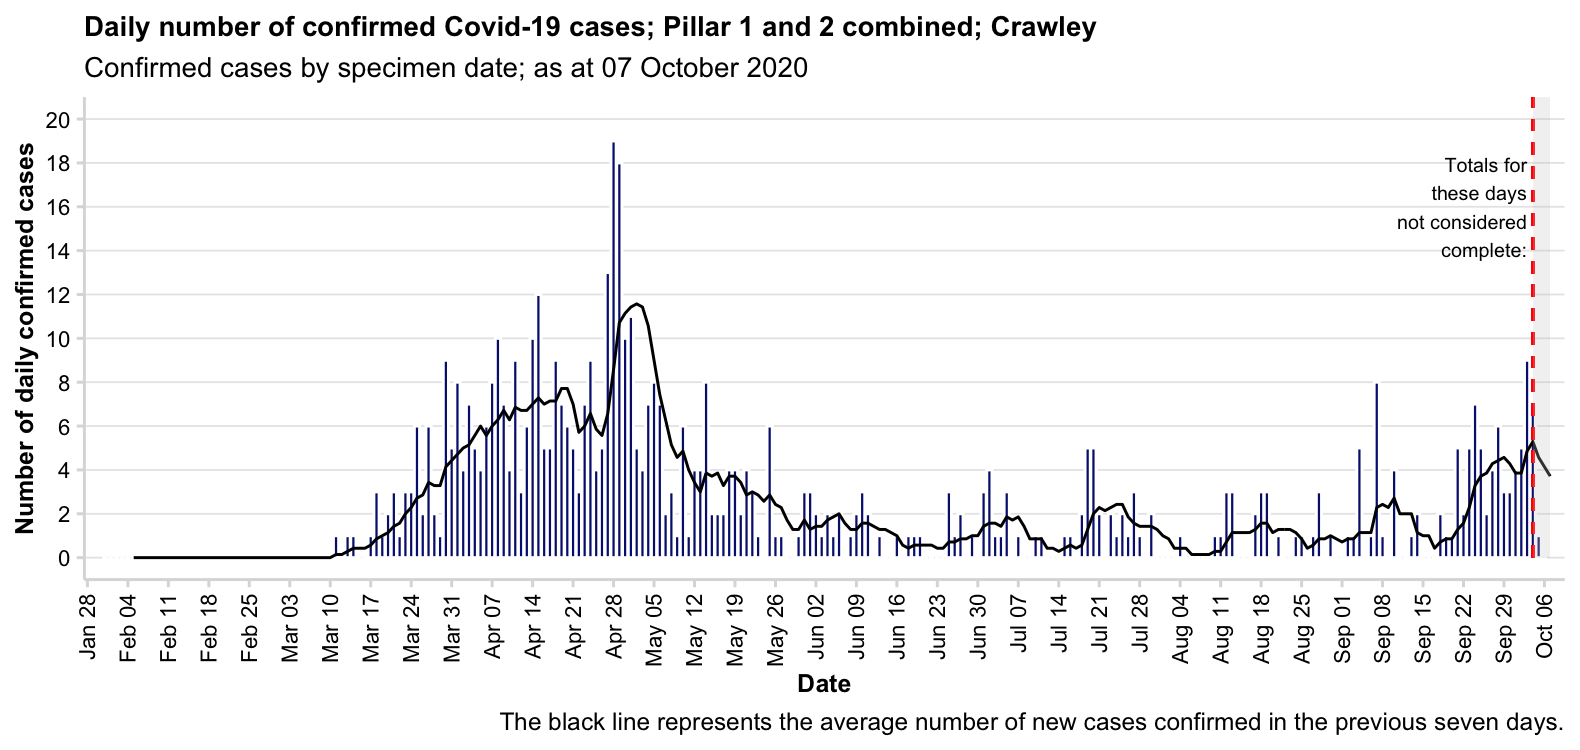 Daily number of confirmed Covid-19 cases; Pillar 1 and 2 combined; Crawley
Confirmed cases by specimen date; as at 07 October 2020
Number of daily confirmed cases
20
18
16
14
12
10
8
6
4
2
0
Totals for
these days
not considered
complete:
Jan 28
Feb 04
Feb 11
Feb 18
Feb 25
Mar 03
Mar 10
Mar 17
Mar 24
Mar 31
Apr 07
Apr 14
Apr 21
Apr 28
May 05
May 12
May 19
May 26
Jun 02
Jun 09
Jun 16
Jun 23
Jun 30
Jul 07
Jul 14
Jul 21
Jul 28
Aug 04
Aug 11
Aug 18
Aug 25
Sep 01
Sep 08
Sep 15
Sep 22
Sep 29
Oct 06
Date
The black line represents the average number of new cases confirmed in the previous seven days.